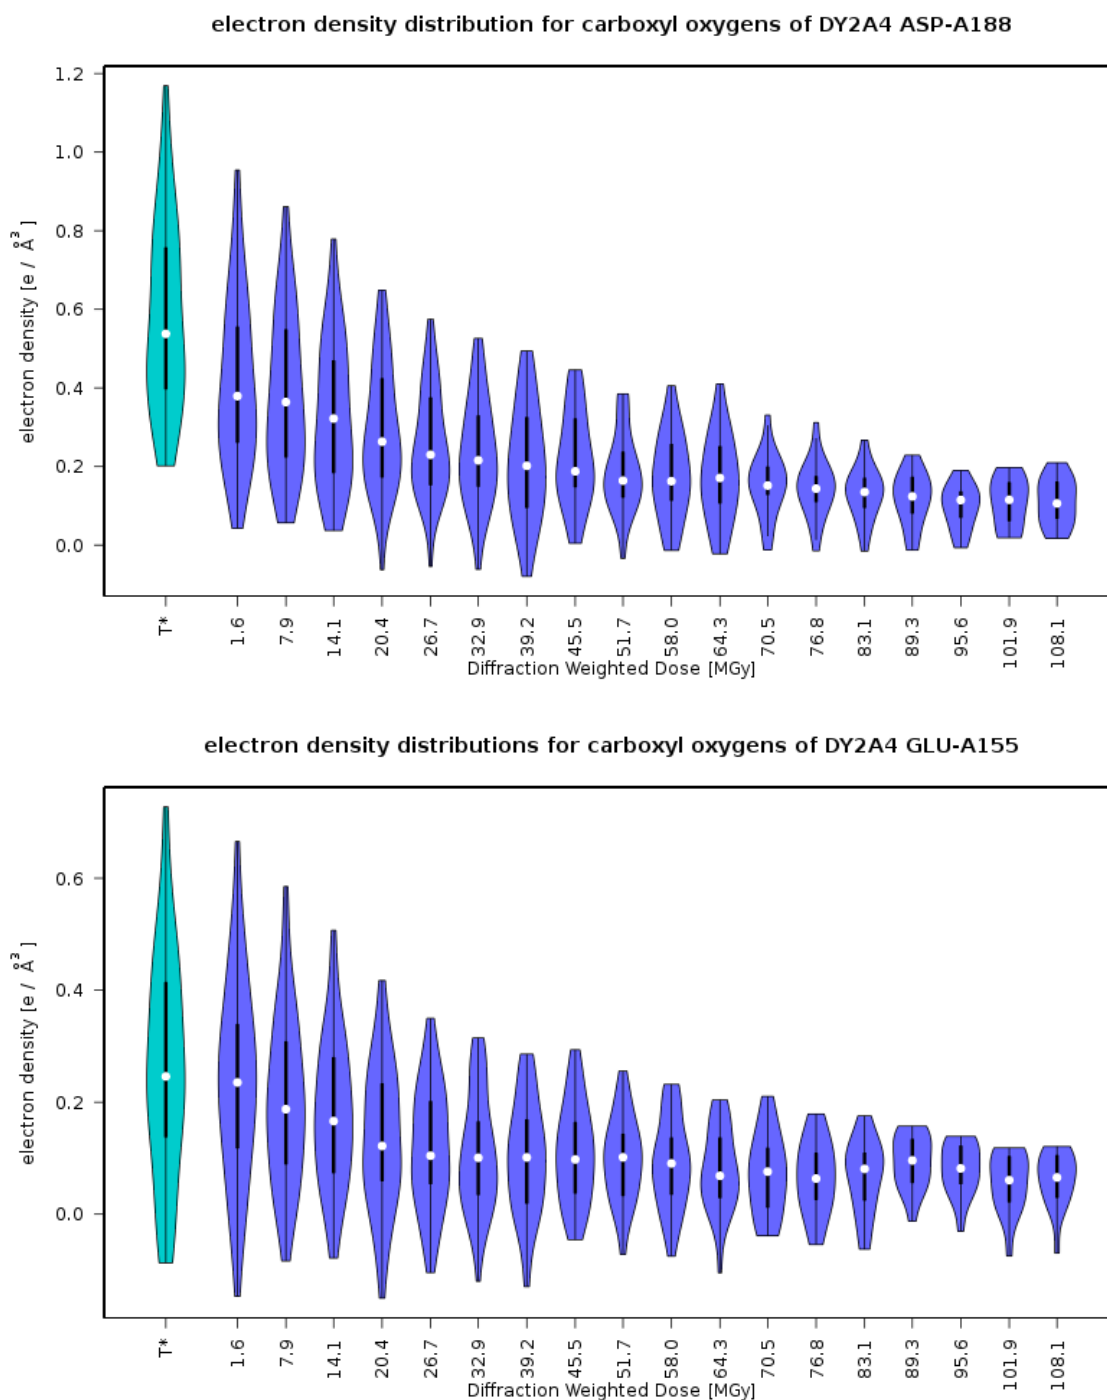 electron density distribution for carboxyl oxygens of DY2A4 ASP-A188
electron density [e / Å³ ]
1.2
1.0
0.8
0.6
0.4
0.2
0.0
T* 1.6 7.9 14.1 20.4 26.7 32.9 39.2 45.5 51.7 58.0 64.3 70.5 76.8 83.1 89.3 95.6 101.9 108.1
Diffraction Weighted Dose [MGy]
electron density distributions for carboxyl oxygens of DY2A4 GLU-A155
electron density [e / Å³ ]
0.6
0.4
0.2
0.0
T* 1.6 7.9 14.1 20.4 26.7 32.9 39.2 45.5 51.7 58.0 64.3 70.5 76.8 83.1 89.3 95.6 101.9 108.1
Diffraction Weighted Dose [MGy]